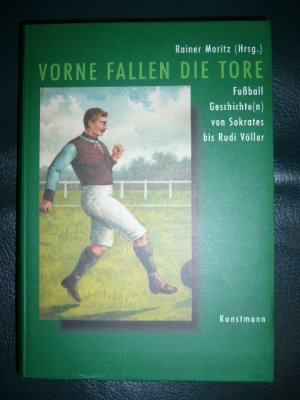 Rainer Moritz (Hrsg.)
VORNE FALLEN DIE TORE
Fußball
Geschichte(n)
von Sokrates
bis Rudi Völler
Kunstmann